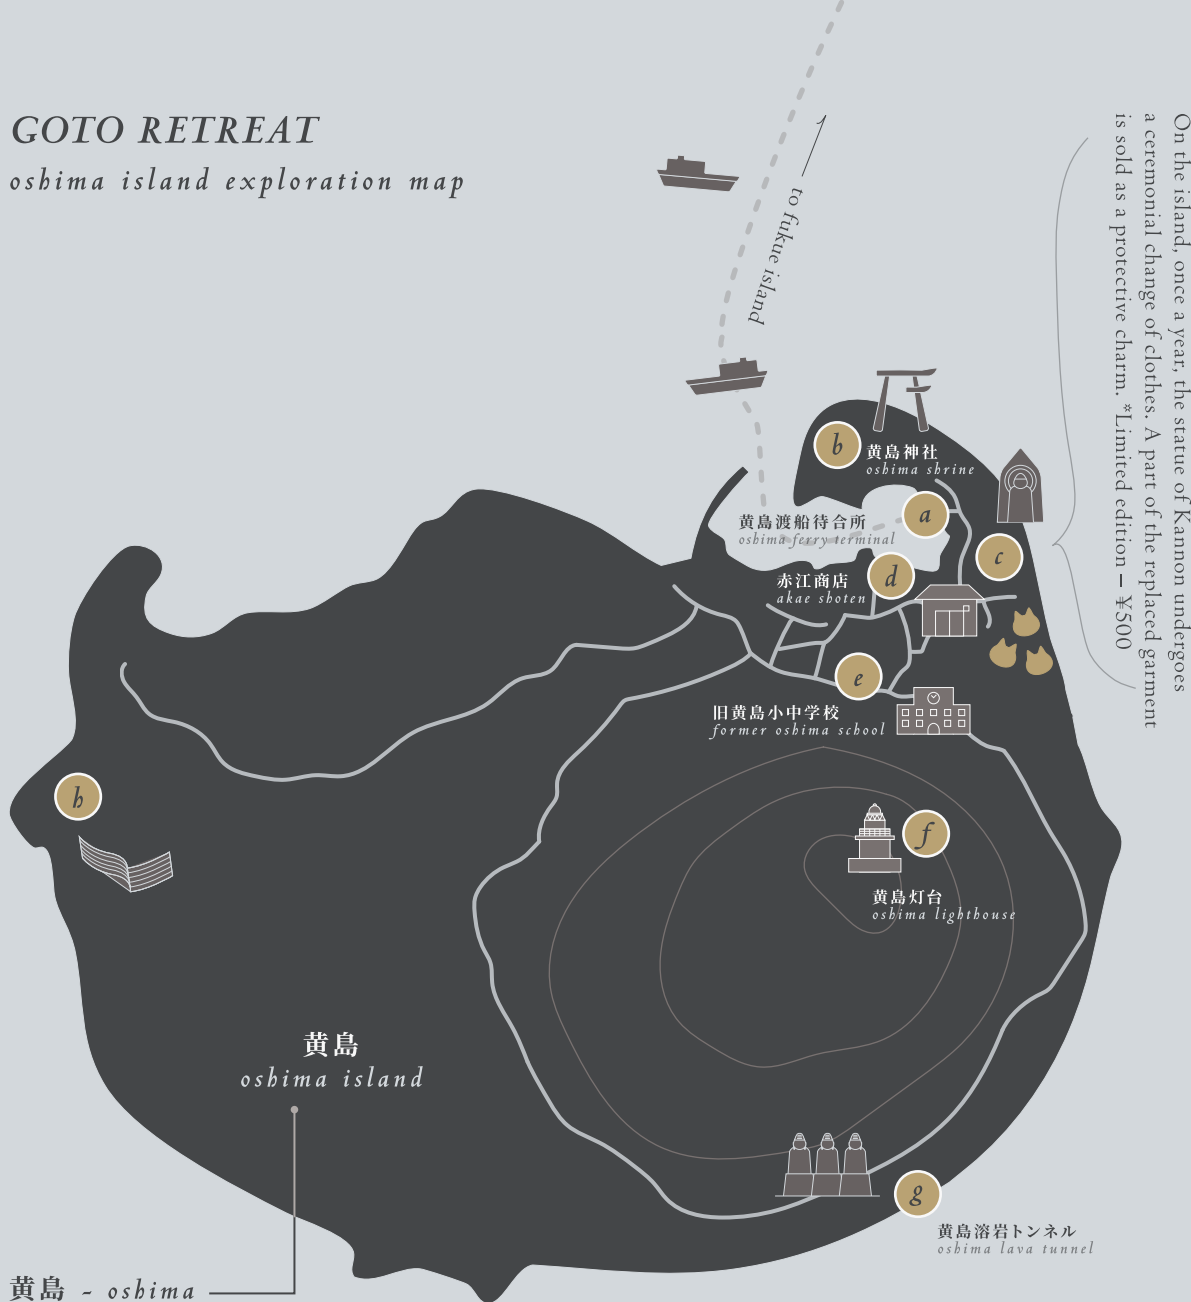 GOTO RETREAT
oshima island exploration map
to fukue island
On the island, once a year, the statue of Kannon undergoes
a ceremonial change of clothes. A part of the replaced garment
is sold as a protective charm. *Limited edition – ¥500
b
黄島神社
oshima shrine
a
黄島渡船待合所
oshima ferry terminal
c
d
赤江商店
akae shoten
e
旧黄島小中学校
former oshima school
h
f
黄島灯台
oshima lighthouse
黄島
oshima island
g
黄島溶岩トンネル
oshima lava tunnel
黄島 - oshima